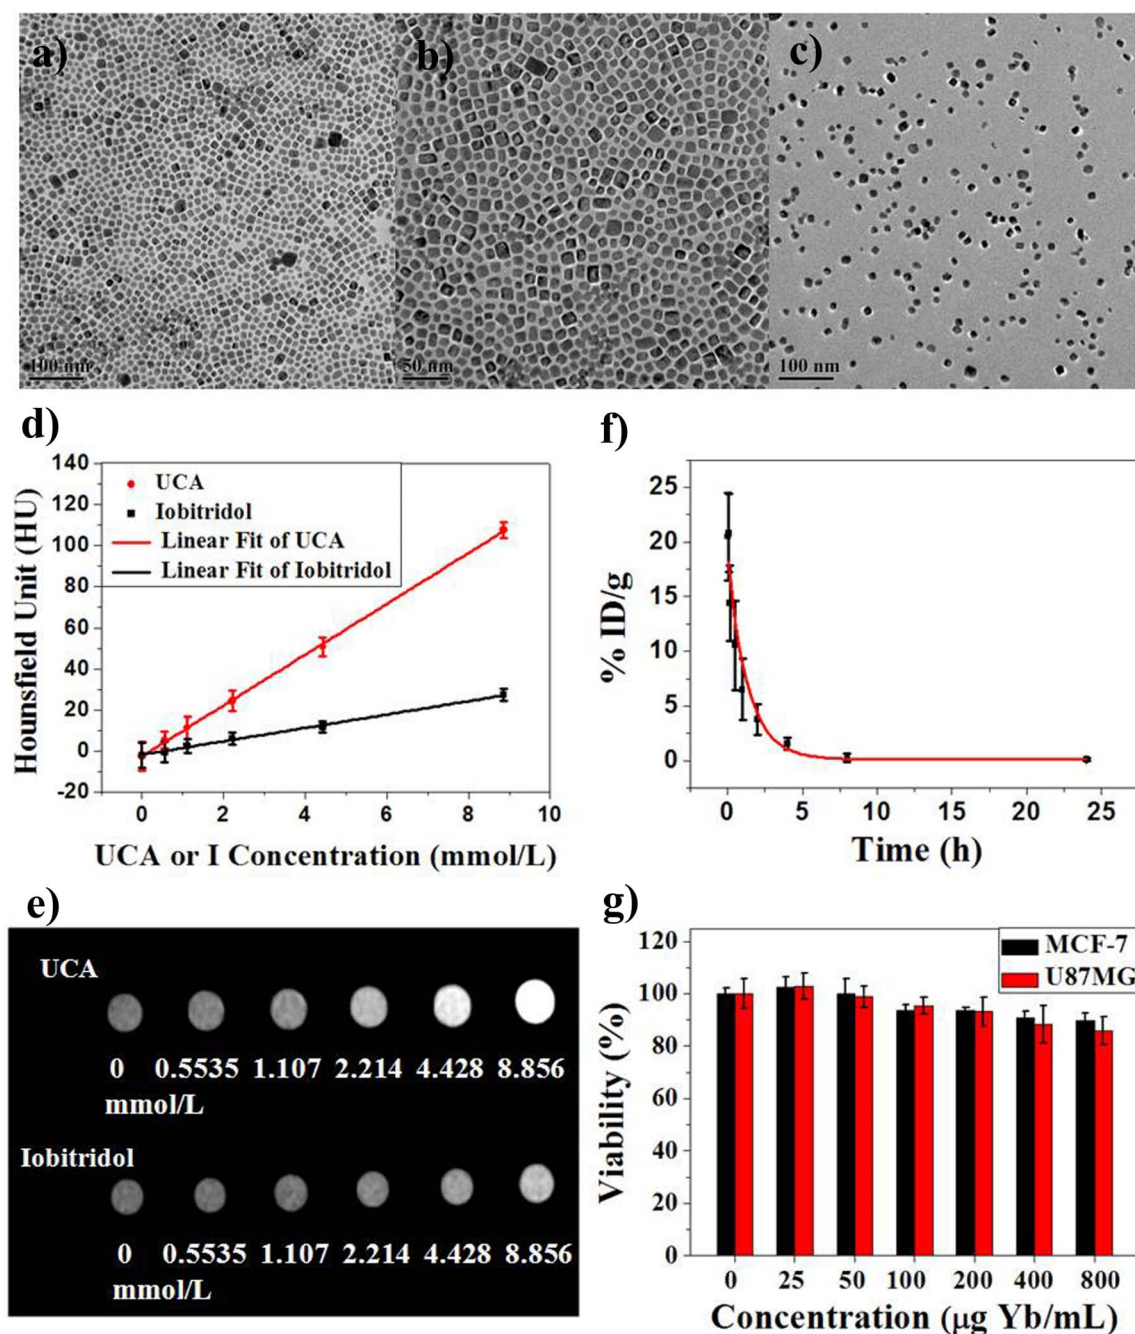 a)
b)
c)
100 nm
50 nm
100 nm
d)
140
120
100
80
60
40
20
0
-20
Hounsfield Unit (HU)
UCA
Iobitridol
Linear Fit of UCA
Linear Fit of Iobitridol
0 2 4 6 8 10
UCA or I Concentration (mmol/L)
f)
25
20
15
10
5
0
% ID/g
0 5 10 15 20 25
Time (h)
e)
UCA
0 0.5535 1.107 2.214 4.428 8.856
mmol/L
Iobitridol
0 0.5535 1.107 2.214 4.428 8.856
mmol/L
g)
120
100
80
60
40
20
0
Viability (%)
MCF-7
U87MG
0 25 50 100 200 400 800
Concentration (μg Yb/mL)